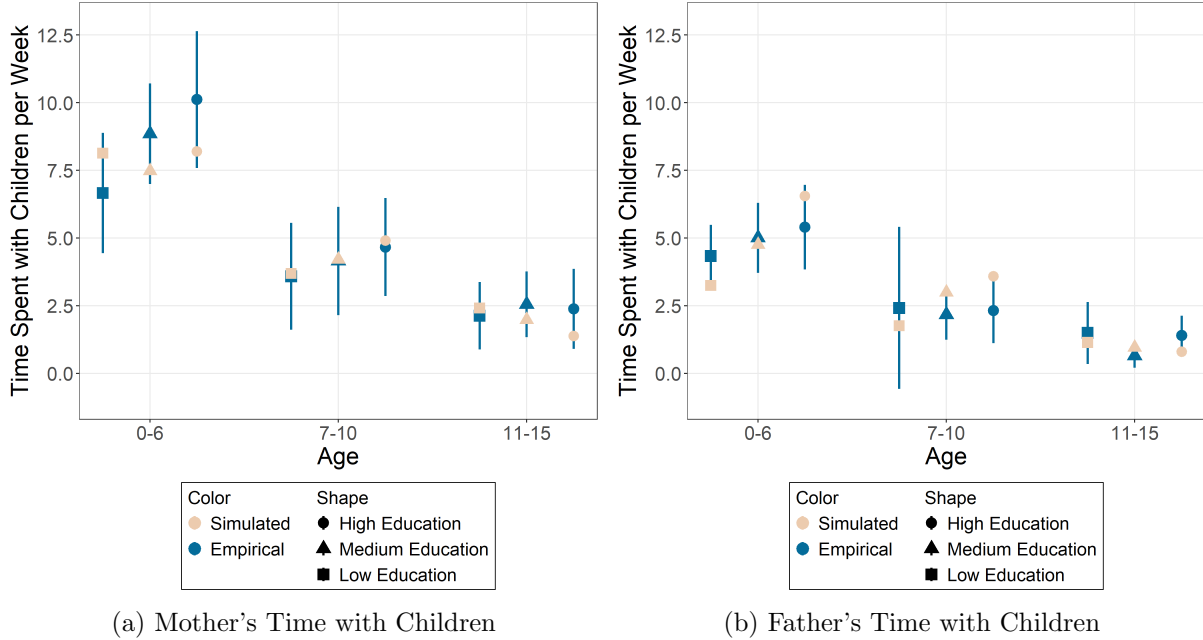 Time Spent with Children per Week
12.5
10.0
7.5
5.0
2.5
0.0
0-6
7-10
11-15
Age
Color
Shape
Simulated
High Education
Empirical
Medium Education
Low Education
(a) Mother's Time with Children
Time Spent with Children per Week
12.5
10.0
7.5
5.0
2.5
0.0
0-6
7-10
11-15
Age
Color
Shape
Simulated
High Education
Empirical
Medium Education
Low Education
(b) Father's Time with Children